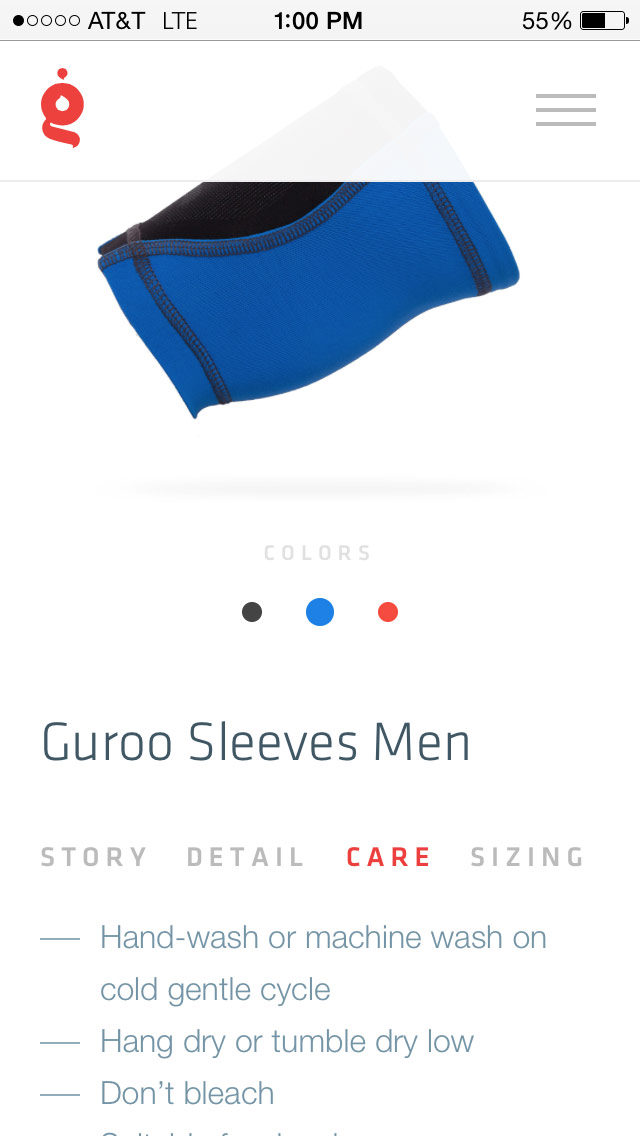 AT&T LTE 1:00 PM 55%
COLORS
Guroo Sleeves Men
STORY DETAIL CARE SIZING
Hand-wash or machine wash on
cold gentle cycle
Hang dry or tumble dry low
Don’t bleach